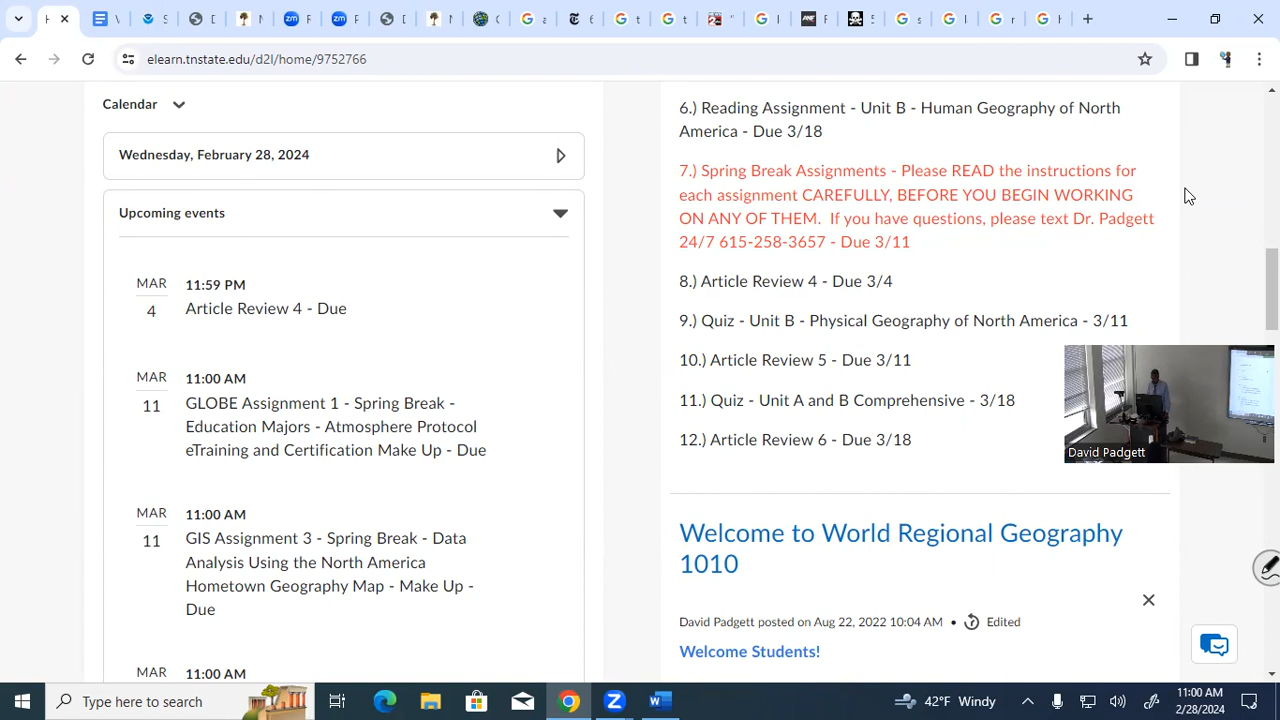 elearn.tnstate.edu/d2l/home/9752766
Calendar
Wednesday, February 28, 2024
Upcoming events
MAR
4
11:59 PM
Article Review 4 - Due
MAR
11
11:00 AM
GLOBE Assignment 1 - Spring Break -
Education Majors - Atmosphere Protocol
eTraining and Certification Make Up - Due
MAR
11
11:00 AM
GIS Assignment 3 - Spring Break - Data
Analysis Using the North America
Hometown Geography Map - Make Up -
Due
MAR
11:00 AM
6.) Reading Assignment - Unit B - Human Geography of North
America - Due 3/18
7.) Spring Break Assignments - Please READ the instructions for
each assignment CAREFULLY, BEFORE YOU BEGIN WORKING
ON ANY OF THEM. If you have questions, please text Dr. Padgett
24/7 615-258-3657 - Due 3/11
8.) Article Review 4 - Due 3/4
9.) Quiz - Unit B - Physical Geography of North America - 3/11
10.) Article Review 5 - Due 3/11
11.) Quiz - Unit A and B Comprehensive - 3/18
12.) Article Review 6 - Due 3/18
David Padgett
Welcome to World Regional Geography
1010
David Padgett posted on Aug 22, 2022 10:04 AM • Edited
Welcome Students!
Type here to search
42°F Windy
11:00 AM
2/28/2024